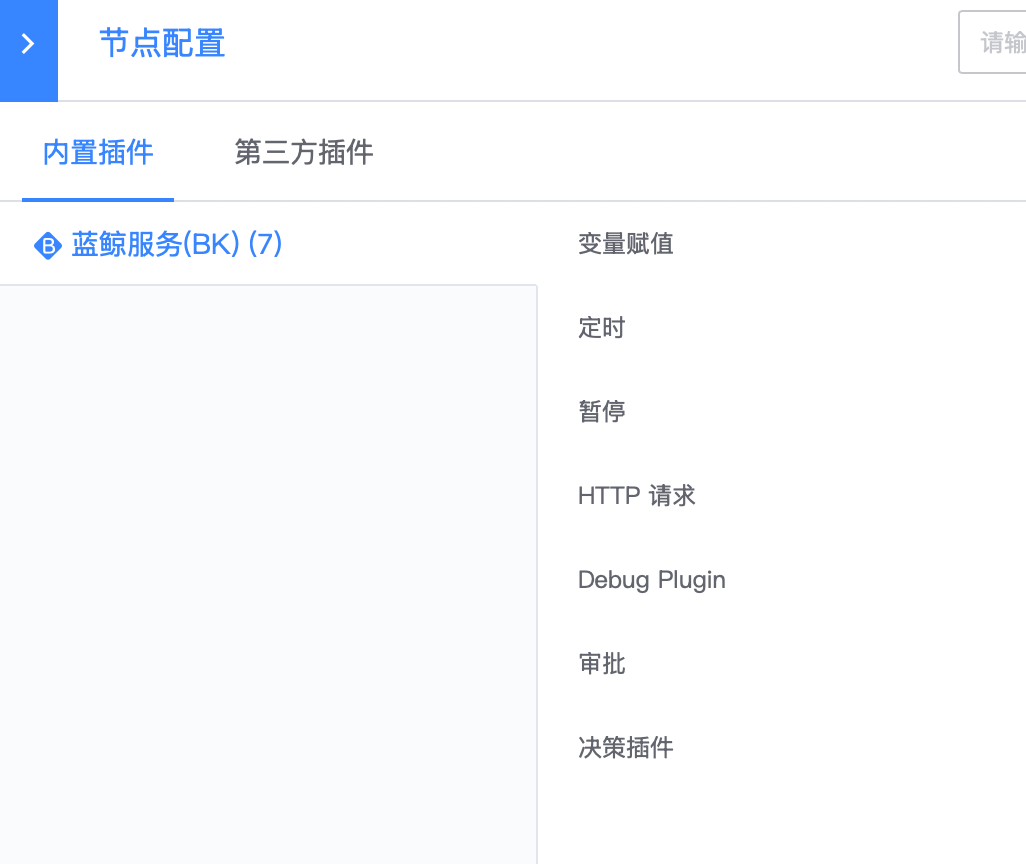 节点配置
请输
内置插件
第三方插件
B
蓝鲸服务(BK) (7)
变量赋值
定时
暂停
HTTP 请求
Debug Plugin
审批
决策插件